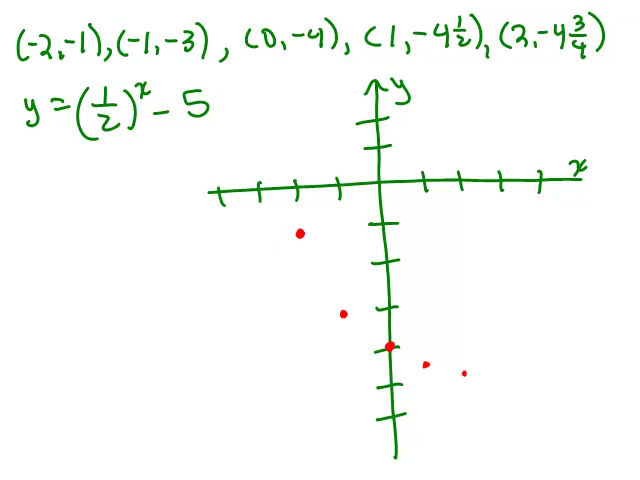 (-2,-1),(-1,-3), (0,-4), (1,-4½), (2,-4¾)
y = (½)ˣ - 5
y
x